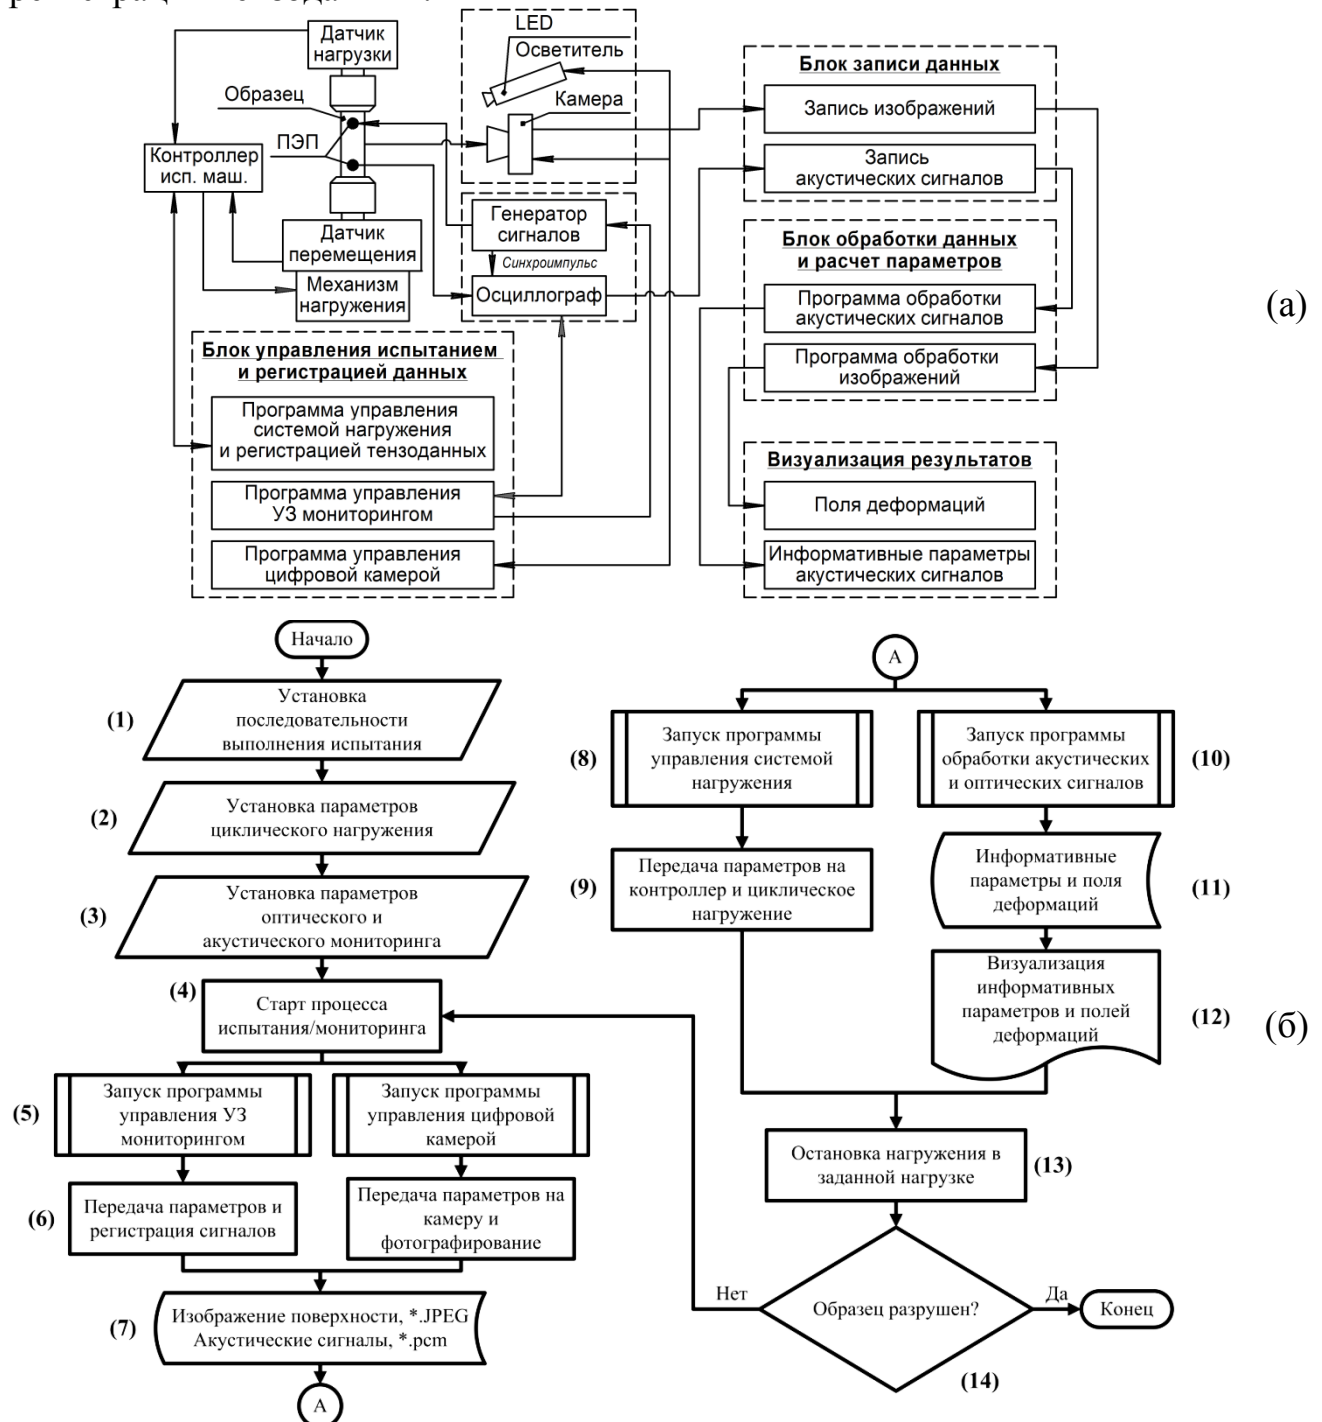 Датчик
нагрузки
Образец
ПЭП
Контроллер
исп. маш.
Датчик
перемещения
Механизм
нагружения
LED
Осветитель
Камера
Генератор
сигналов
Синхроимпульс
Осциллограф
Блок управления испытанием
и регистрацией данных
Программа управления
системой нагружения
и регистрацией тензоданных
Программа управления
УЗ мониторингом
Программа управления
цифровой камерой
Блок записи данных
Запись изображений
Запись
акустических сигналов
Блок обработки данных
и расчет параметров
Программа обработки
акустических сигналов
Программа обработки
изображений
Визуализация результатов
Поля деформаций
Информативные параметры
акустических сигналов
(а)
Начало
(1)
Установка
последовательности
выполнения испытания
(2)
Установка параметров
циклического нагружения
(3)
Установка параметров
оптического и
акустического мониторинга
(4)
Старт процесса
испытания/мониторинга
(5)
Запуск программы
управления УЗ
мониторингом
Запуск программы
управления цифровой
камерой
(6)
Передача параметров и
регистрация сигналов
Передача параметров на
камеру и
фотографирование
(7)
Изображение поверхности, *.JPEG
Акустические сигналы, *.pcm
А
А
(8)
Запуск программы
управления системой
нагружения
Запуск программы
обработки акустических
и оптических сигналов
(10)
(9)
Передача параметров на
контроллер и циклическое
нагружение
Информативные
параметры и поля
деформаций
(11)
Визуализация
информативных
параметров и полей
деформаций
(12)
Остановка нагружения в
заданной нагрузке
(13)
Нет
Образец разрушен?
Да
Конец
(14)
(б)